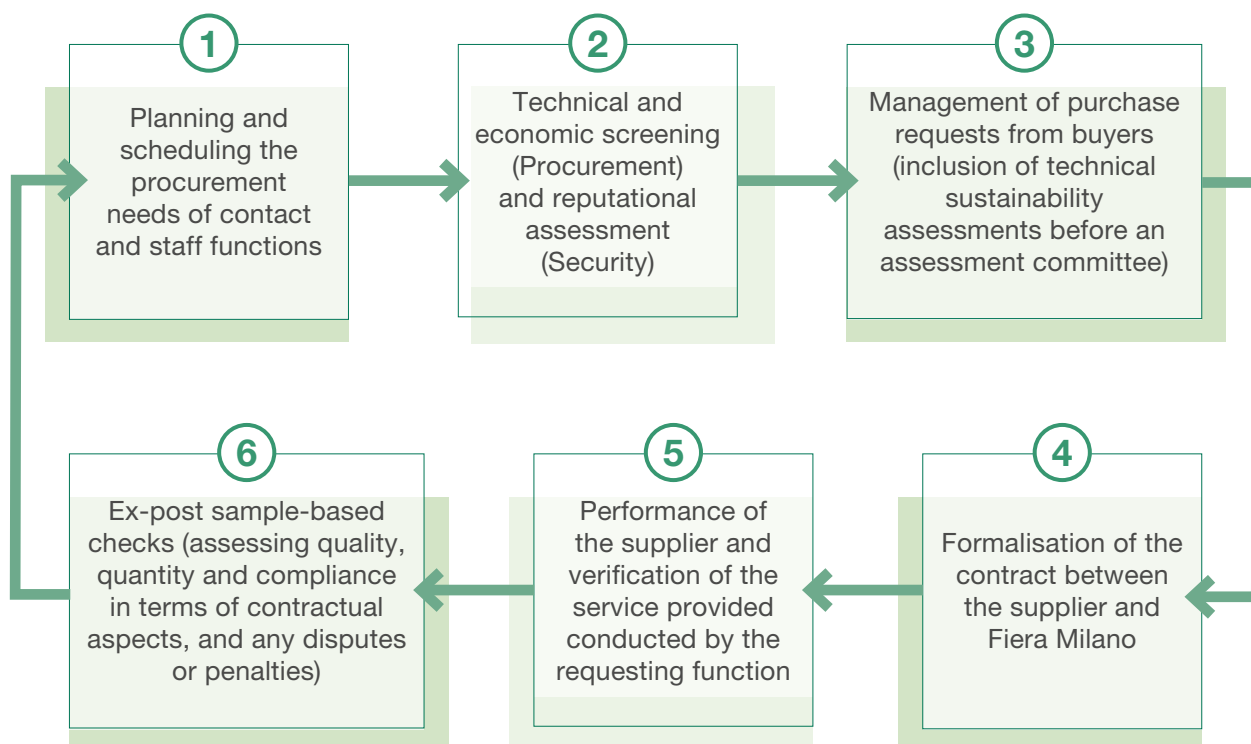 1
Planning and
scheduling the
procurement
needs of contact
and staff functions
2
Technical and
economic screening
(Procurement)
and reputational
assessment
(Security)
3
Management of purchase
requests from buyers
(inclusion of technical
sustainability
assessments before an
assessment committee)
4
Formalisation of the
contract between
the supplier and
Fiera Milano
5
Performance of
the supplier and
verification of the
service provided
conducted by the
requesting function
6
Ex-post sample-based
checks (assessing quality,
quantity and compliance
in terms of contractual
aspects, and any disputes
or penalties)